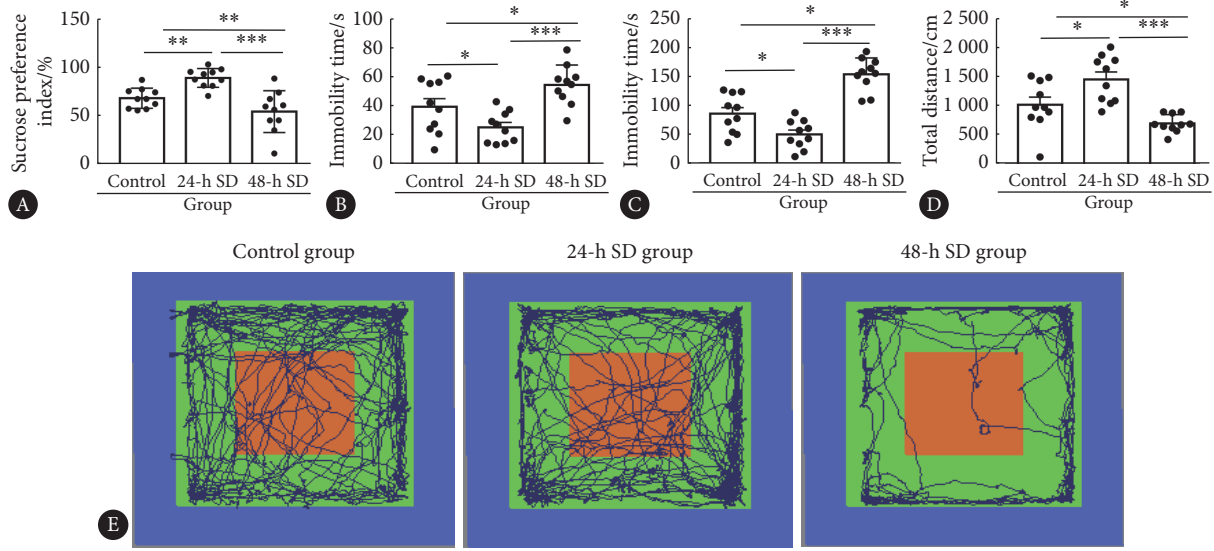 Sucrose preference
index/%
150
100
50
0
**
**
***
Control
24-h SD
48-h SD
Group
A
Immobility time/s
100
80
60
40
20
0
*
*
***
Control
24-h SD
48-h SD
Group
B
Immobility time/s
250
200
150
100
50
0
*
*
***
Control
24-h SD
48-h SD
Group
C
Total distance/cm
2 500
2 000
1 500
1 000
500
0
*
*
***
Control
24-h SD
48-h SD
Group
D
Control group
24-h SD group
48-h SD group
E